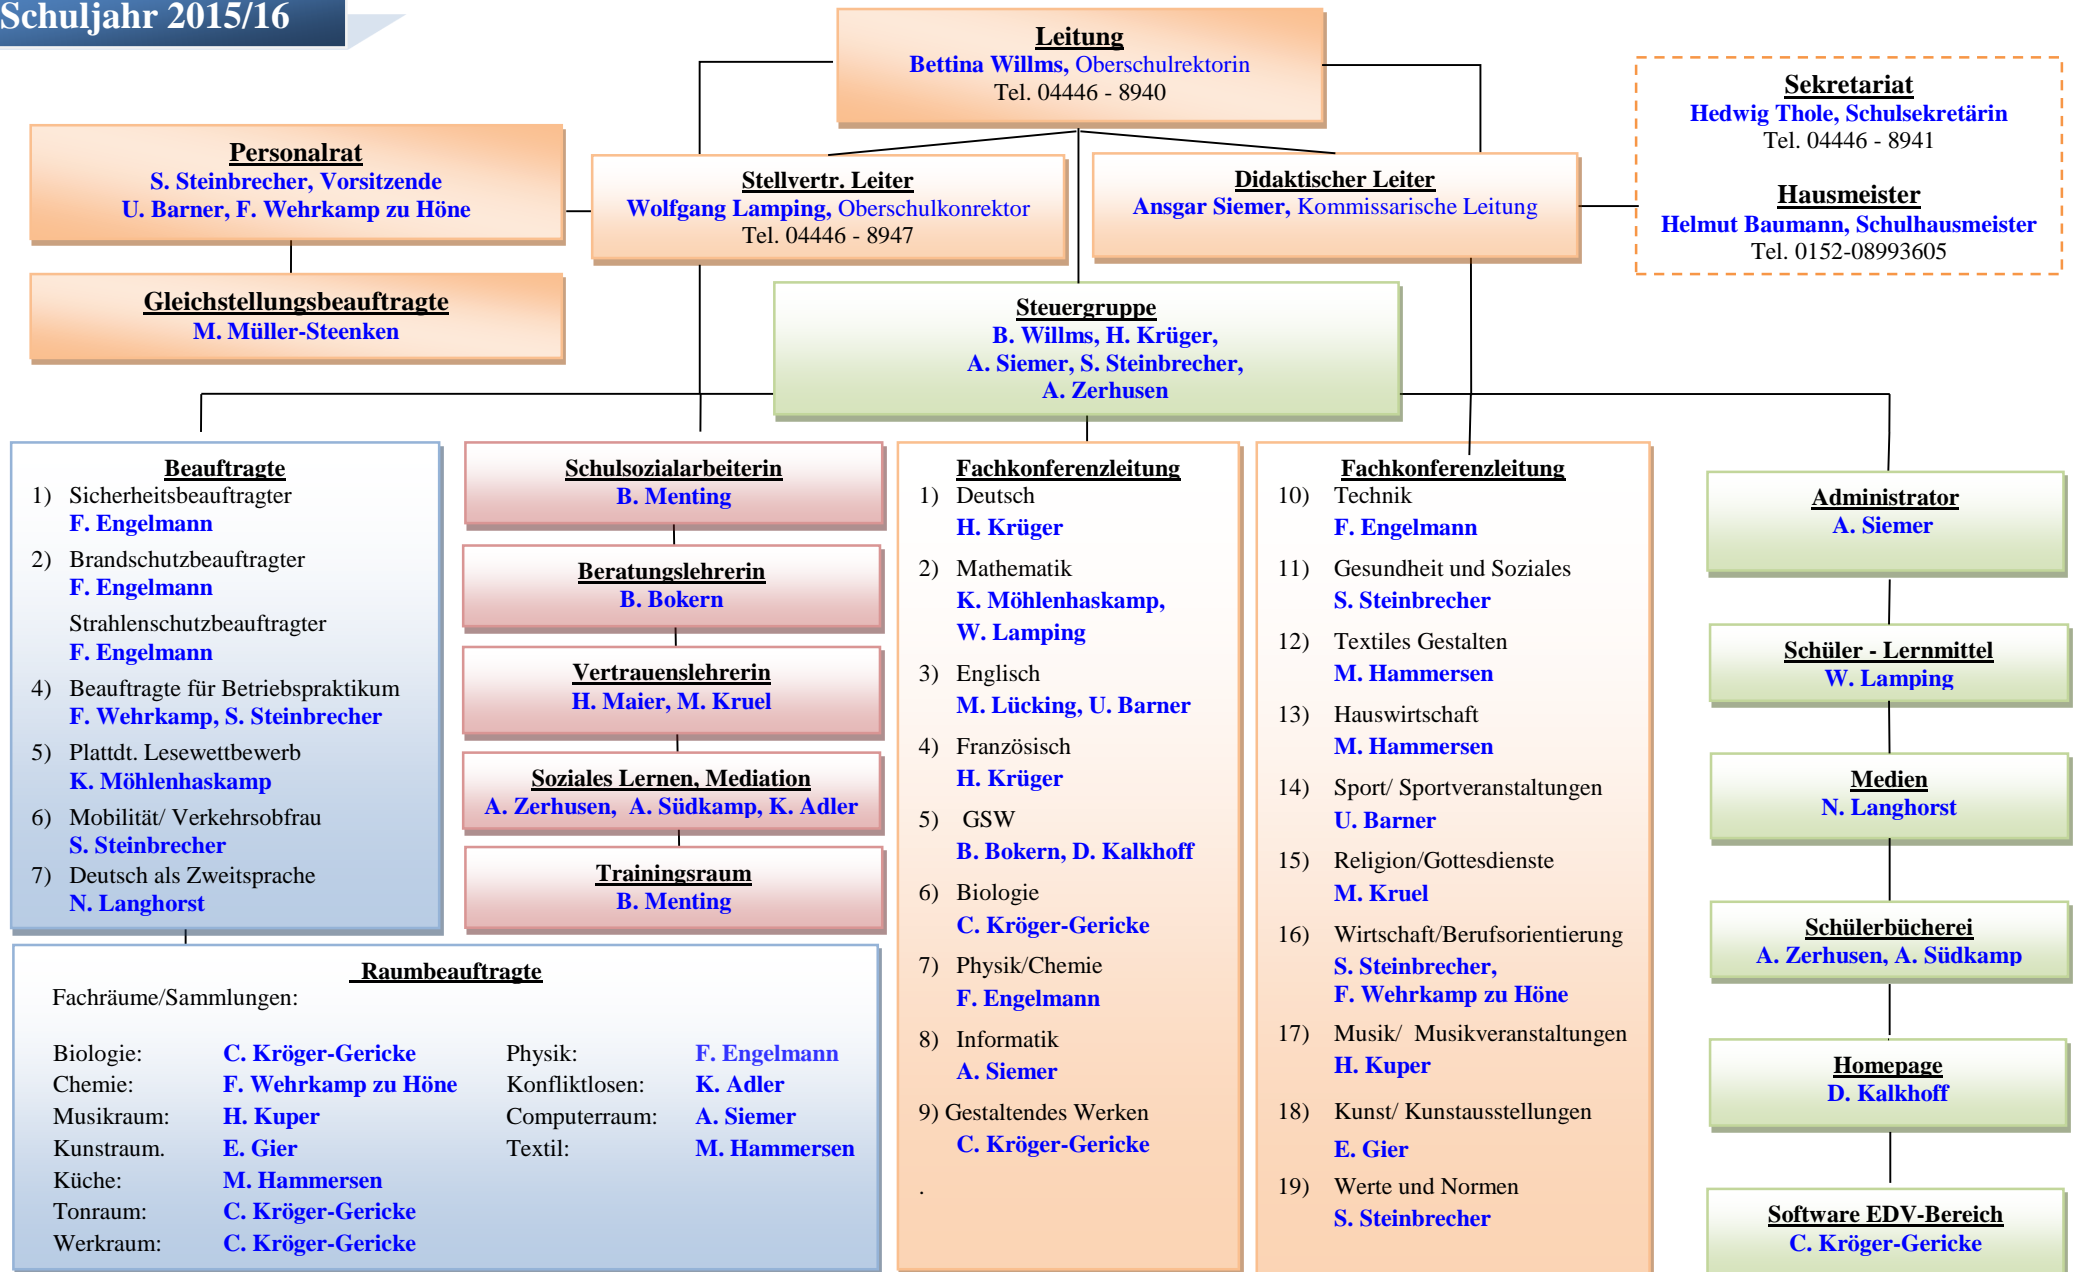 Schuljahr 2015/16
Leitung
Bettina Willms, Oberschulrektorin
Tel. 04446 - 8940
Sekretariat
Hedwig Thole, Schulsekretärin
Tel. 04446 - 8941
Hausmeister
Helmut Baumann, Schulhausmeister
Tel. 0152-08993605
Personalrat
S. Steinbrecher, Vorsitzende
U. Barner, F. Wehrkamp zu Höne
Stellvertr. Leiter
Wolfgang Lamping, Oberschulkonrektor
Tel. 04446 - 8947
Didaktischer Leiter
Ansgar Siemer, Kommissarische Leitung
Gleichstellungsbeauftragte
M. Müller-Steenken
Steuergruppe
B. Willms, H. Krüger,
A. Siemer, S. Steinbrecher,
A. Zerhusen
Beauftragte
1) Sicherheitsbeauftragter
F. Engelmann
2) Brandschutzbeauftragter
F. Engelmann
Strahlenschutzbeauftragter
F. Engelmann
4) Beauftragte für Betriebspraktikum
F. Wehrkamp, S. Steinbrecher
5) Plattdt. Lesewettbewerb
K. Möhlenhaskamp
6) Mobilität/ Verkehrsobfrau
S. Steinbrecher
7) Deutsch als Zweitsprache
N. Langhorst
Schulsozialarbeiterin
B. Menting
Beratungslehrerin
B. Bokern
Vertrauenslehrerin
H. Maier, M. Kruel
Soziales Lernen, Mediation
A. Zerhusen, A. Südkamp, K. Adler
Trainingsraum
B. Menting
Fachkonferenzleitung
1) Deutsch
H. Krüger
2) Mathematik
K. Möhlenhaskamp,
W. Lamping
3) Englisch
M. Lücking, U. Barner
4) Französisch
H. Krüger
5) GSW
B. Bokern, D. Kalkhoff
6) Biologie
C. Kröger-Gericke
7) Physik/Chemie
F. Engelmann
8) Informatik
A. Siemer
9) Gestaltendes Werken
C. Kröger-Gericke
.
Fachkonferenzleitung
10) Technik
F. Engelmann
11) Gesundheit und Soziales
S. Steinbrecher
12) Textiles Gestalten
M. Hammersen
13) Hauswirtschaft
M. Hammersen
14) Sport/ Sportveranstaltungen
U. Barner
15) Religion/Gottesdienste
M. Kruel
16) Wirtschaft/Berufsorientierung
S. Steinbrecher,
F. Wehrkamp zu Höne
17) Musik/ Musikveranstaltungen
H. Kuper
18) Kunst/ Kunstausstellungen
E. Gier
19) Werte und Normen
S. Steinbrecher
Administrator
A. Siemer
Schüler - Lernmittel
W. Lamping
Medien
N. Langhorst
Schülerbücherei
A. Zerhusen, A. Südkamp
Homepage
D. Kalkhoff
Software EDV-Bereich
C. Kröger-Gericke
Raumbeauftragte
Fachräume/Sammlungen:
Biologie: C. Kröger-Gericke Physik: F. Engelmann
Chemie: F. Wehrkamp zu Höne Konfliktlosen: K. Adler
Musikraum: H. Kuper Computerraum: A. Siemer
Kunstraum. E. Gier Textil: M. Hammersen
Küche: M. Hammersen
Tonraum: C. Kröger-Gericke
Werkraum: C. Kröger-Gericke